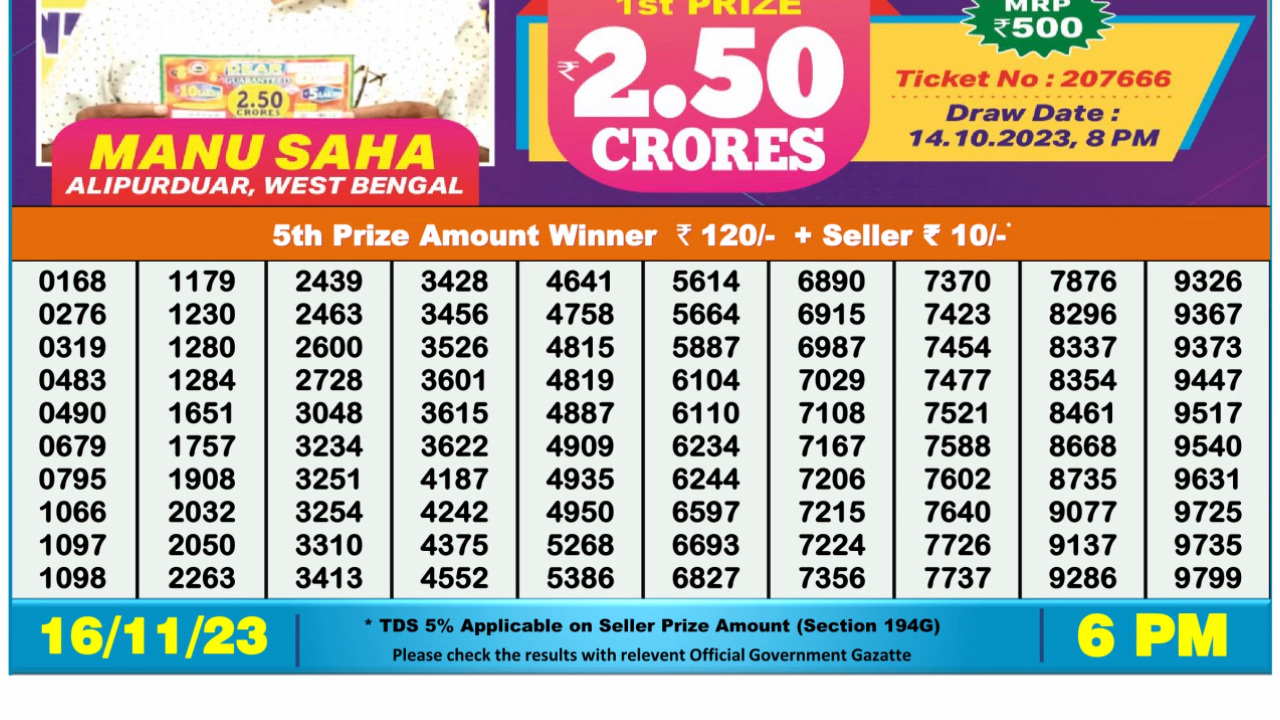 1st PRIZE
₹2.50
CRORES
MRP
₹500
Ticket No : 207666
Draw Date :
14.10.2023, 8 PM
DEAR
GUARANTEED
2.50
CRORES
MANU SAHA
ALIPURDUAR, WEST BENGAL
5th Prize Amount Winner ₹ 120/- + Seller ₹ 10/-*
0168 1179 2439 3428 4641 5614 6890 7370 7876 9326
0276 1230 2463 3456 4758 5664 6915 7423 8296 9367
0319 1280 2600 3526 4815 5887 6987 7454 8337 9373
0483 1284 2728 3601 4819 6104 7029 7477 8354 9447
0490 1651 3048 3615 4887 6110 7108 7521 8461 9517
0679 1757 3234 3622 4909 6234 7167 7588 8668 9540
0795 1908 3251 4187 4935 6244 7206 7602 8735 9631
1066 2032 3254 4242 4950 6597 7215 7640 9077 9725
1097 2050 3310 4375 5268 6693 7224 7726 9137 9735
1098 2263 3413 4552 5386 6827 7356 7737 9286 9799
16/11/23
* TDS 5% Applicable on Seller Prize Amount (Section 194G)
Please check the results with relevent Official Government Gazatte
6 PM